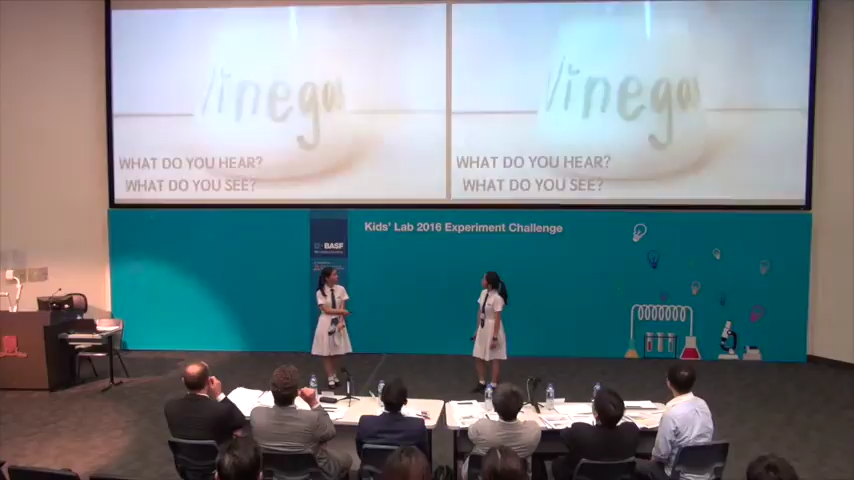 Vinegar
WHAT DO YOU HEAR?
WHAT DO YOU SEE?
Vinegar
WHAT DO YOU HEAR?
WHAT DO YOU SEE?
Kids' Lab 2016 Experiment Challenge
BASF